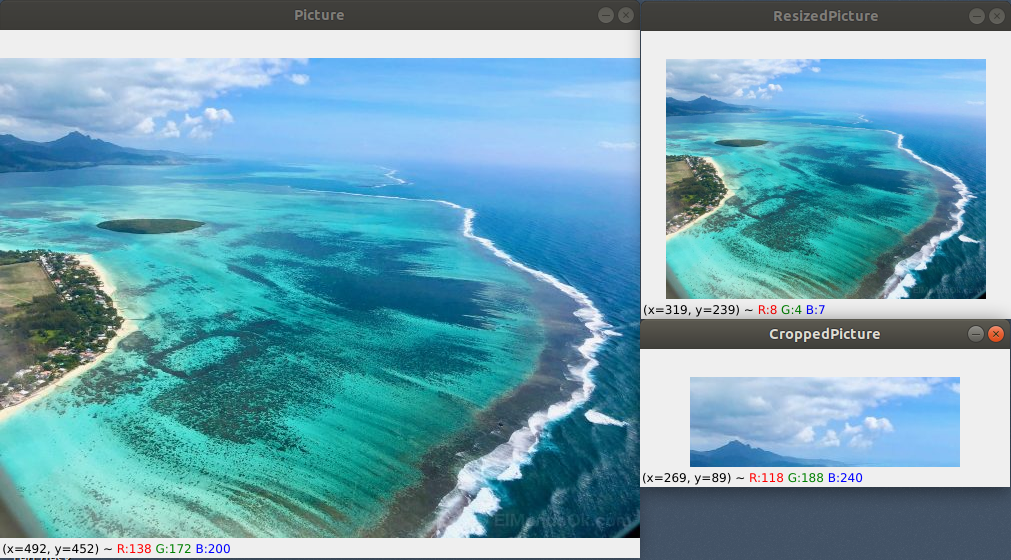 Picture
(x=492, y=452) ~ R:138 G:172 B:200
ResizedPicture
(x=319, y=239) ~ R:8 G:4 B:7
CroppedPicture
(x=269, y=89) ~ R:118 G:188 B:240